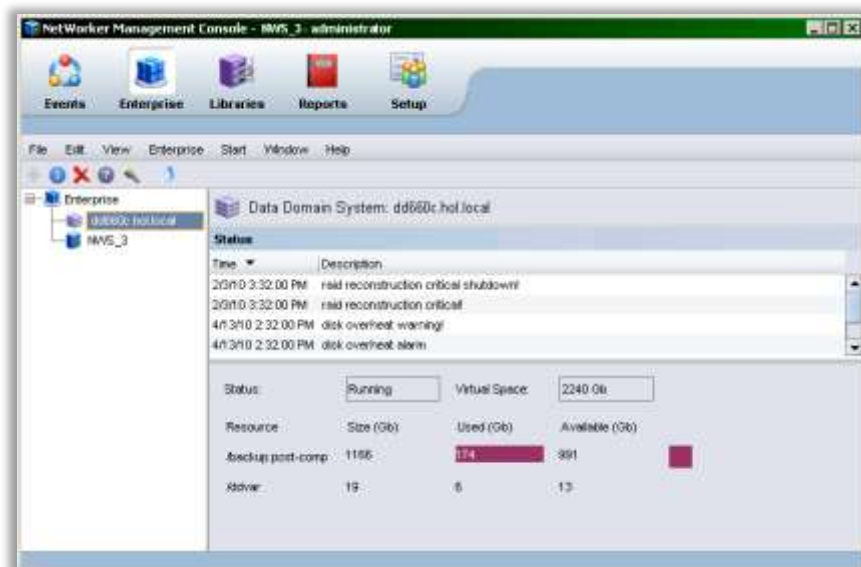 NetWorker Management Console - NWS_3 - administrator
Events Enterprise Libraries Reports Setup
File Edit View Enterprise Start Window Help
Enterprise
dd660c.hol.local
NWS_3
Data Domain System: dd660c.hol.local
Status
Time Description
2/3/10 3:32:00 PM raid reconstruction critical shutdown!
2/3/10 3:32:00 PM raid reconstruction critical!
4/13/10 2:32:00 PM disk overheat warning!
4/13/10 2:32:00 PM disk overheat alarm
Status: Running Virtual Space: 2240 Gb
Resource Size (Gb) Used (Gb) Available (Gb)
/backup:post-comp 1166 174 991
/ddvar 19 6 13